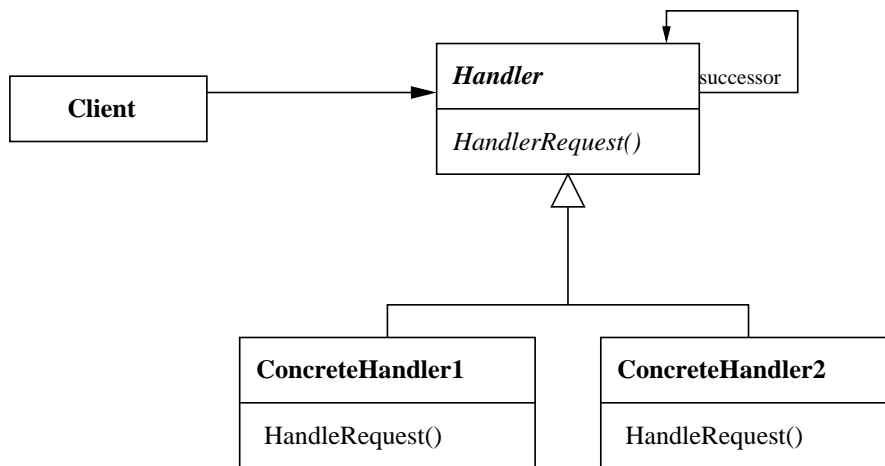 Handler
successor
Client
HandlerRequest()
ConcreteHandler1
ConcreteHandler2
HandleRequest()
HandleRequest()